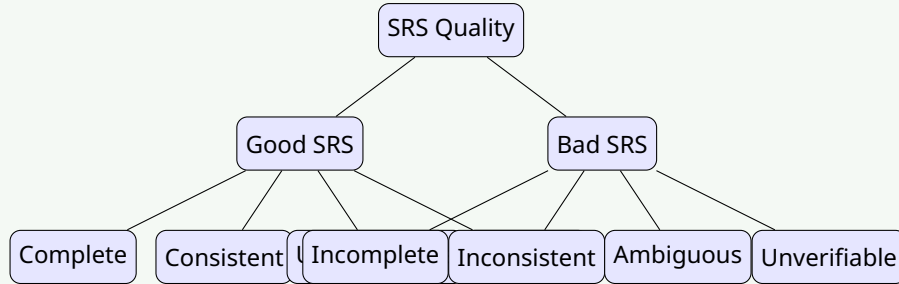 SRS Quality
Good SRS
Bad SRS
Complete
Consistent
Incomplete
Inconsistent
Ambiguous
Unverifiable